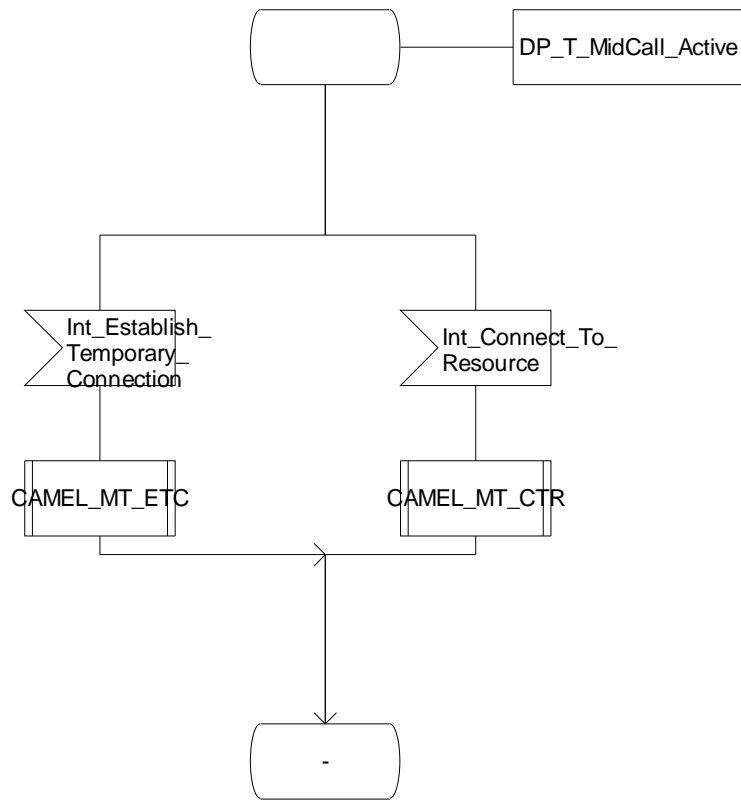 DP_T_MidCall_Active
Int_Establish_
Temporary_
Connection
Int_Connect_To_
Resource
CAMEL_MT_ETC
CAMEL_MT_CTR
-